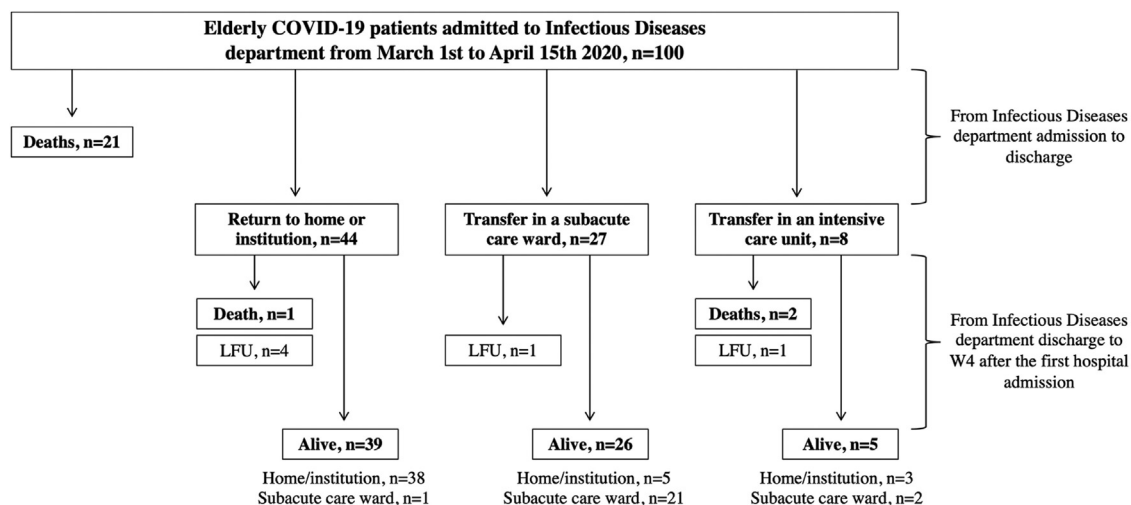 Elderly COVID-19 patients admitted to Infectious Diseases
department from March 1st to April 15th 2020, n=100
Deaths, n=21
From Infectious Diseases
department admission to
discharge
Return to home or
institution, n=44
Transfer in a subacute
care ward, n=27
Transfer in an intensive
care unit, n=8
Death, n=1
LFU, n=4
LFU, n=1
Deaths, n=2
LFU, n=1
From Infectious Diseases
department discharge to
W4 after the first hospital
admission
Alive, n=39
Home/institution, n=38
Subacute care ward, n=1
Alive, n=26
Home/institution, n=5
Subacute care ward, n=21
Alive, n=5
Home/institution, n=3
Subacute care ward, n=2